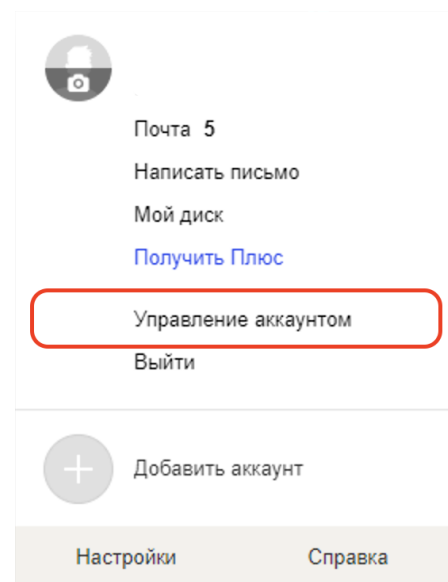 Почта 5
Написать письмо
Мой диск
Получить Плюс
Управление аккаунтом
Выйти
Добавить аккаунт
Настройки Справка